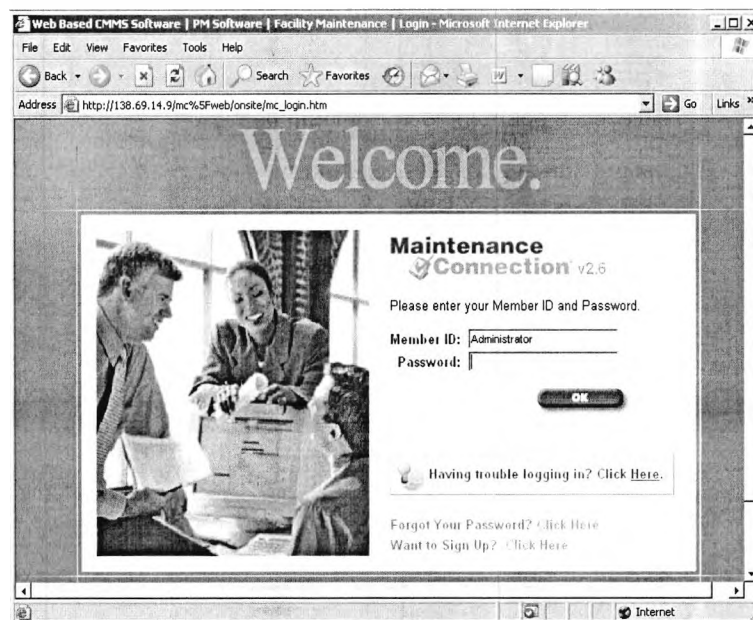 Web Based CMMS Software | PM Software | Facility Maintenance | Login - Microsoft Internet Explorer
File Edit View Favorites Tools Help
Back Search Favorites
Address http://138.69.14.9/mc%5Fweb/onsite/mc_login.htm Go Links »
Welcome.
Maintenance
Connection v2.6
Please enter your Member ID and Password.
Member ID: Administrator
Password:
OK
Having trouble logging in? Click Here.
Forgot Your Password? Click Here
Want to Sign Up? Click Here
Internet